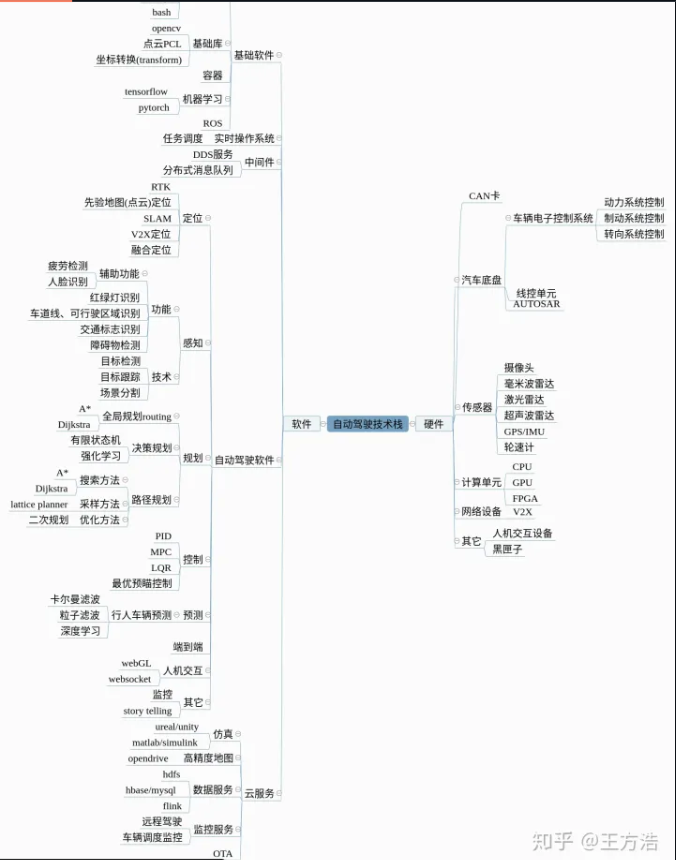 bash
opencv
点云PCL
坐标转换(transform)
基础库
容器
tensorflow
pytorch
机器学习
ROS
基础软件
任务调度
实时操作系统
DDS服务
分布式消息队列
中间件
RTK
先验地图(点云)定位
SLAM
V2X定位
融合定位
定位
疲劳检测
人脸识别
辅助功能
红绿灯识别
车道线、可行驶区域识别
交通标志识别
障碍物检测
功能
目标检测
目标跟踪
场景分割
技术
感知
A*
Dijkstra
全局规划routing
有限状态机
强化学习
决策规划
A*
Dijkstra
搜索方法
lattice planner
采样方法
二次规划
优化方法
路径规划
规划
PID
MPC
LQR
最优预瞄控制
控制
卡尔曼滤波
粒子滤波
深度学习
行人车辆预测
预测
端到端
webGL
websocket
人机交互
监控
story telling
其它
自动驾驶软件
ureal/unity
matlab/simulink
仿真
opendrive
高精度地图
hdfs
hbase/mysql
flink
数据服务
远程驾驶
车辆调度监控
监控服务
OTA
云服务
软件
自动驾驶技术栈
硬件
CAN卡
车辆电子控制系统
动力系统控制
制动系统控制
转向系统控制
汽车底盘
线控单元
AUTOSAR
传感器
摄像头
毫米波雷达
激光雷达
超声波雷达
GPS/IMU
轮速计
计算单元
CPU
GPU
FPGA
网络设备
V2X
其它
人机交互设备
黑匣子
知乎 @王方浩